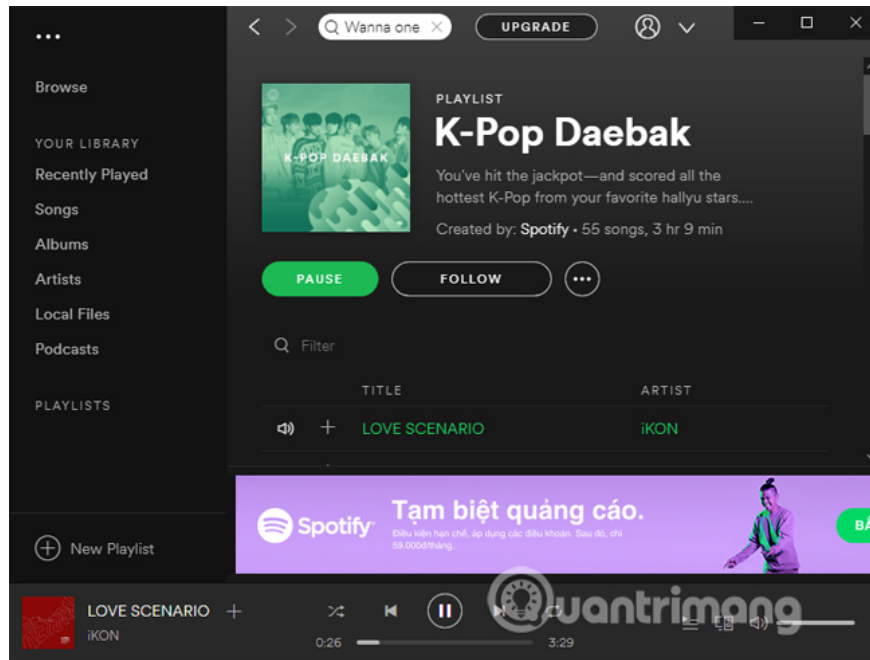 Wanna one
UPGRADE
Browse
YOUR LIBRARY
Recently Played
Songs
Albums
Artists
Local Files
Podcasts
PLAYLISTS
New Playlist
K-POP DAEBAK
PLAYLIST
K-Pop Daebak
You've hit the jackpot—and scored all the
hottest K-Pop from your favorite hallyu stars....
Created by: Spotify • 55 songs, 3 hr 9 min
PAUSE
FOLLOW
Filter
TITLE ARTIST
LOVE SCENARIO iKON
Spotify
Tạm biệt quảng cáo.
Điều kiện hạn chế, áp dụng các điều khoản. Sau đó, chỉ
59.000đ/tháng.
LOVE SCENARIO
iKON
0:26
3:29
Quantrimang